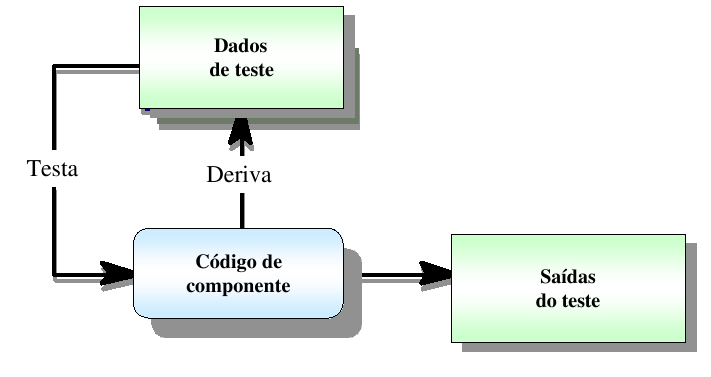 Dados
de teste
Testa
Deriva
Código de
componente
Saídas
do teste